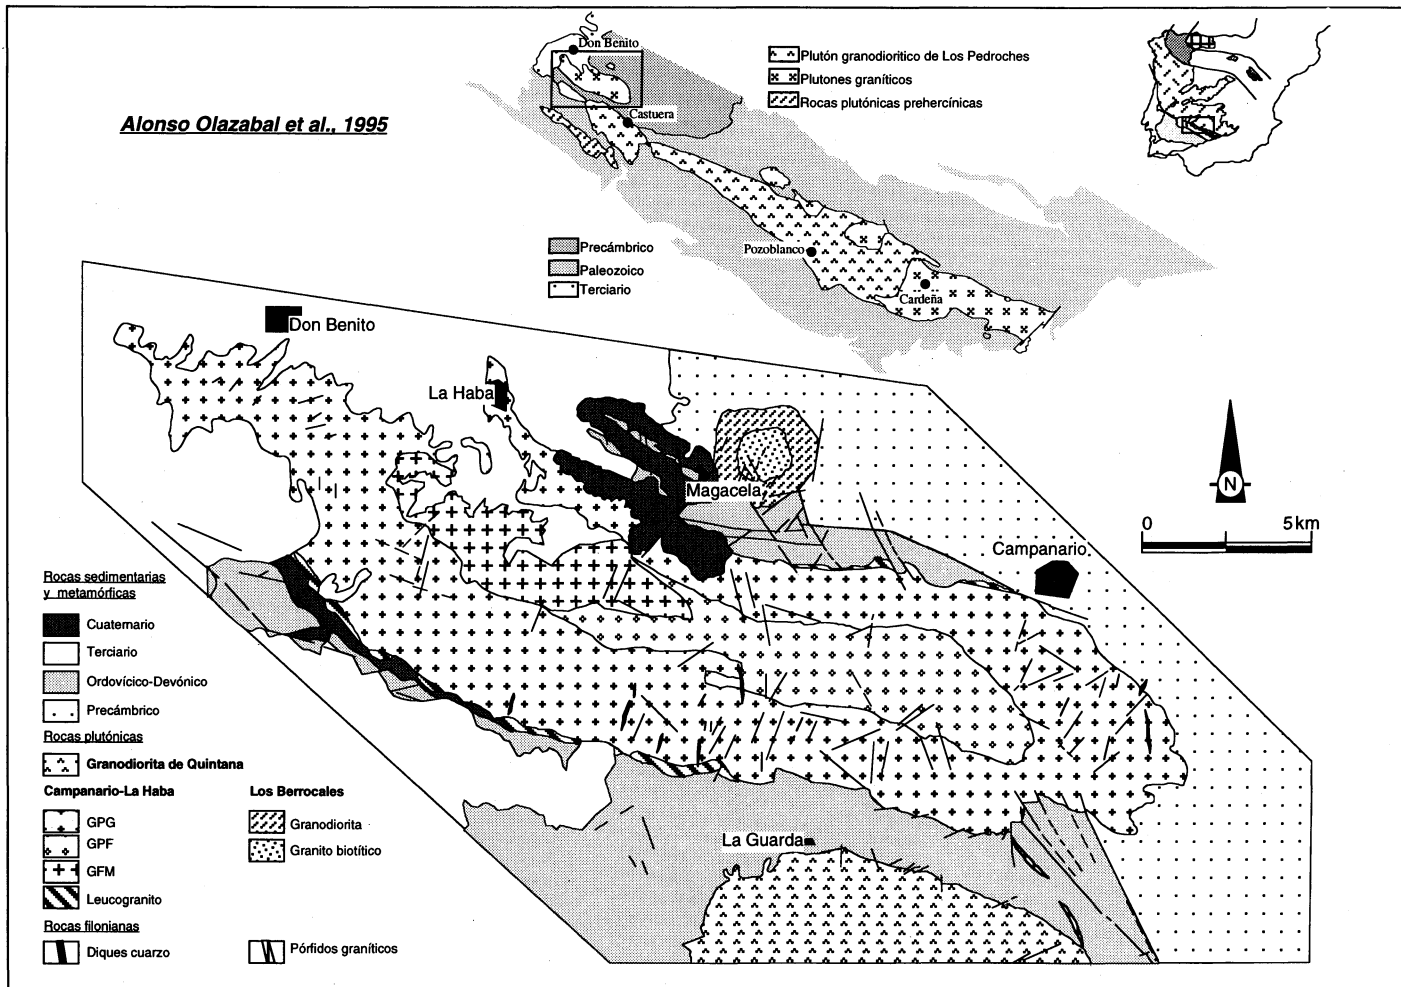 Alonso Olazabal et al., 1995
Don Benito
Castuera
Pozoblanco
Cardeña
Plutón granodioritico de Los Pedroches
Plutones graníticos
Rocas plutónicas prehercínicas
Precámbrico
Paleozoico
Terciario
Don Benito
La Haba
Magacela
Campanario
La Guarda
N
0 5 km
Rocas sedimentarias
y metamórficas
Cuaternario
Terciario
Ordovícico-Devónico
Precámbrico
Rocas plutónicas
Granodiorita de Quintana
Campanario-La Haba
GPG
GPF
GFM
Leucogranito
Los Berrocales
Granodiorita
Granito biotítico
Rocas filonianas
Diques cuarzo
Pórfidos graníticos